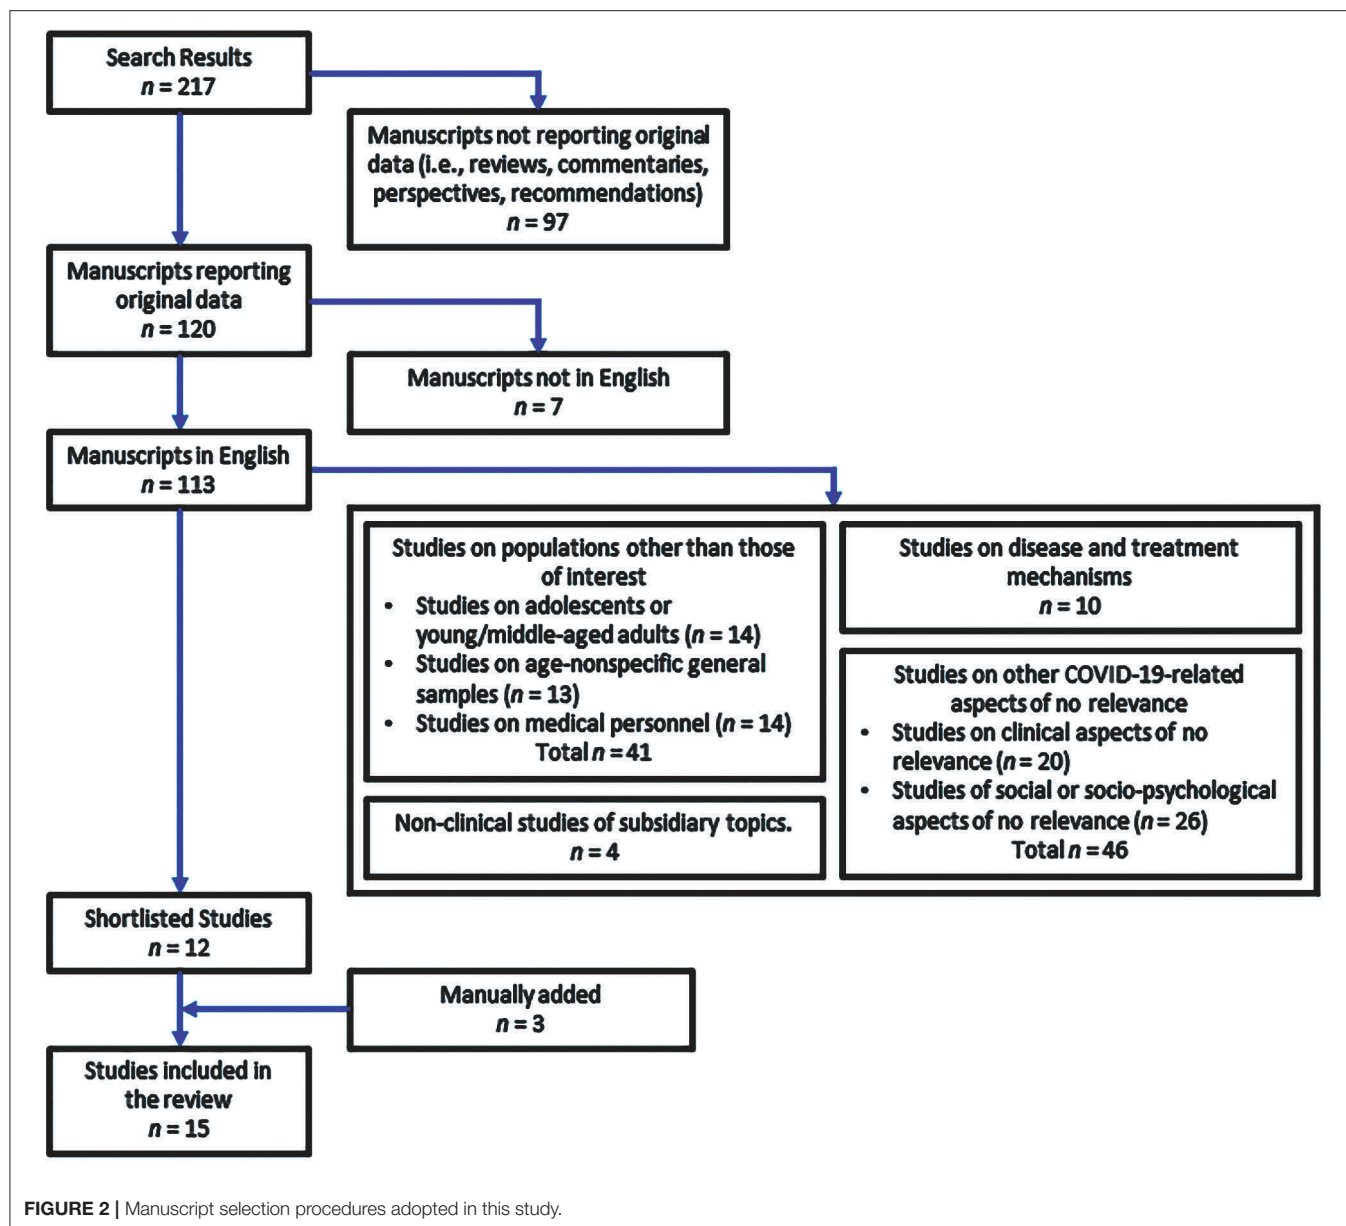 Search Results
n = 217
Manuscripts not reporting original
data (i.e., reviews, commentaries,
perspectives, recommendations)
n = 97
Manuscripts reporting
original data
n = 120
Manuscripts not in English
n = 7
Manuscripts in English
n = 113
Studies on populations other than those
of interest
• Studies on adolescents or
young/middle-aged adults (n = 14)
• Studies on age-nonspecific general
samples (n = 13)
• Studies on medical personnel (n = 14)
Total n = 41
Non-clinical studies of subsidiary topics.
n = 4
Studies on disease and treatment
mechanisms
n = 10
Studies on other COVID-19-related
aspects of no relevance
• Studies on clinical aspects of no
relevance (n = 20)
• Studies of social or socio-psychological
aspects of no relevance (n = 26)
Total n = 46
Shortlisted Studies
n = 12
Manually added
n = 3
Studies included in
the review
n = 15
FIGURE 2 | Manuscript selection procedures adopted in this study.